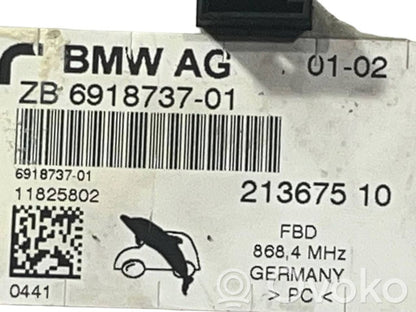 BMW AG 01-02
ZB 6918737-01
6918737-01
11825802
213675 10
FBD
868,4 MHz
GERMANY
0441
> PC <
ovoko